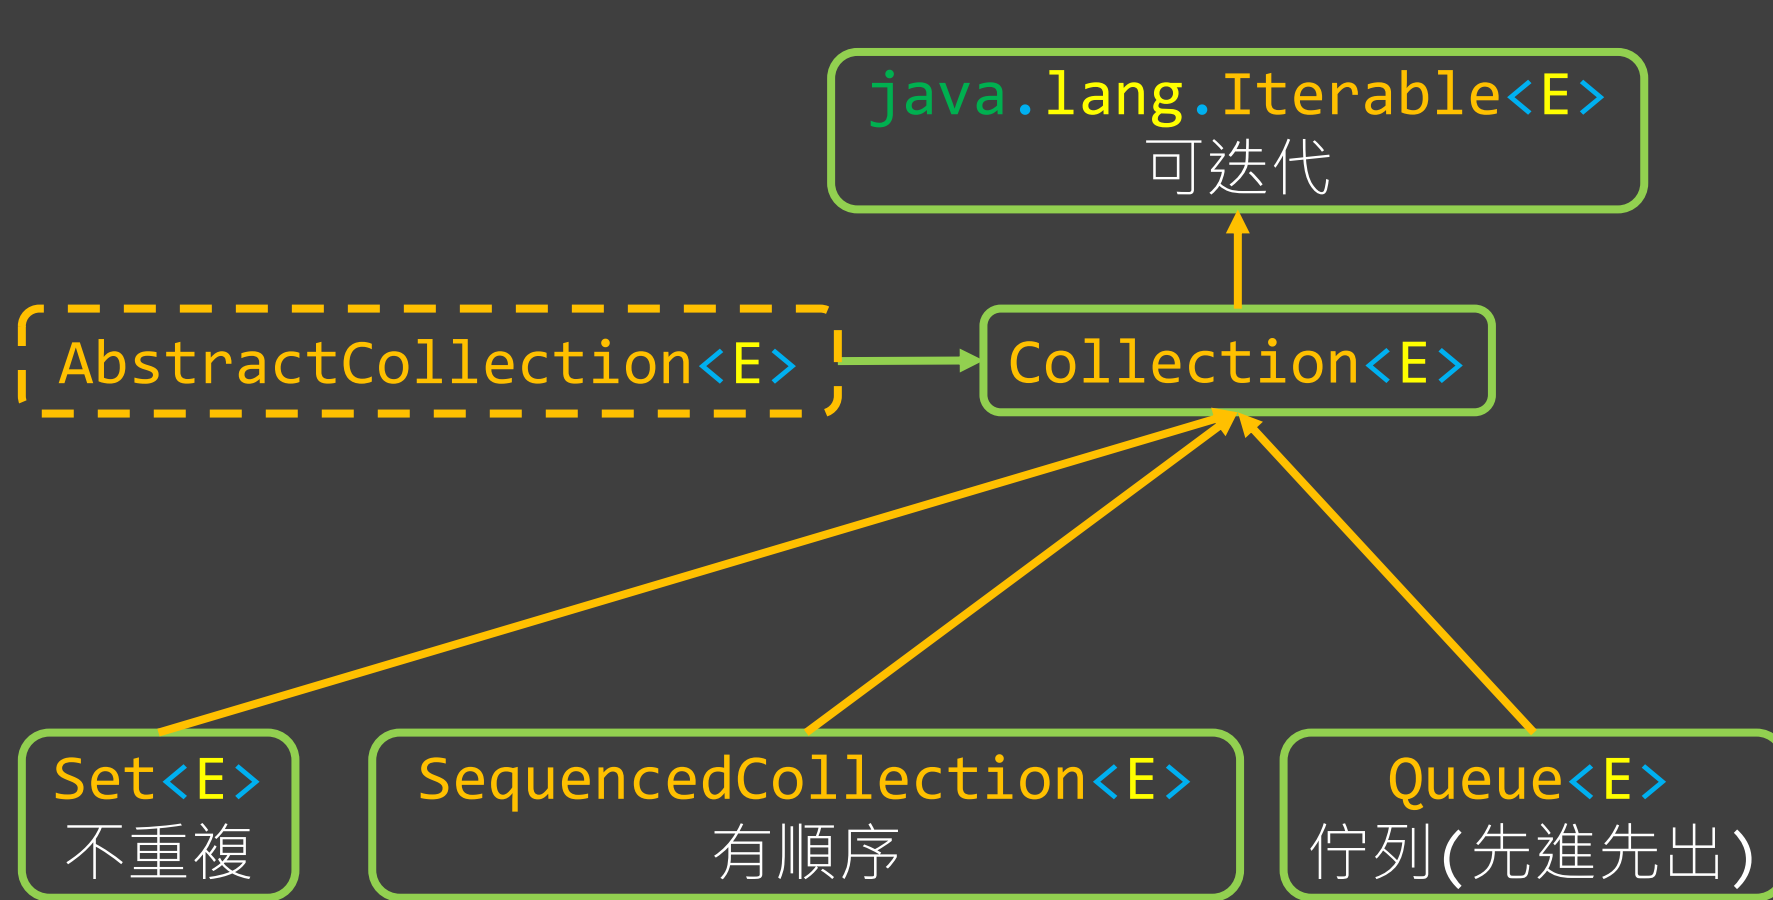 java.lang.Iterable<E>
可迭代
AbstractCollection<E>
Collection<E>
Set<E>
不重複
SequencedCollection<E>
有順序
Queue<E>
佇列(先進先出)